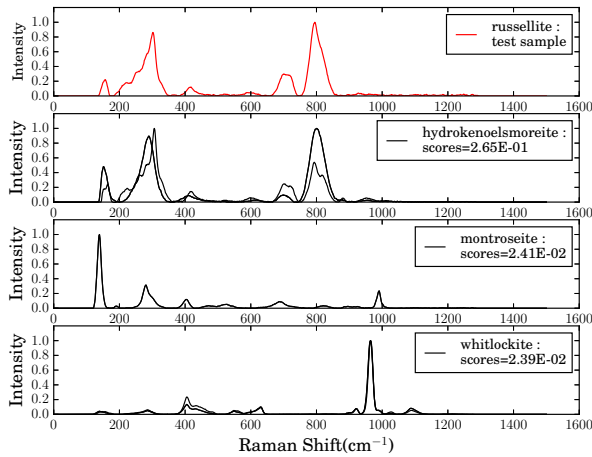 Intensity
1.0
0.8
0.6
0.4
0.2
0.0
russellite :
test sample
0 200 400 600 800 1000 1200 1400 1600
Intensity
1.0
0.8
0.6
0.4
0.2
0.0
hydrokenoelsmoreite :
scores=2.65E-01
0 200 400 600 800 1000 1200 1400 1600
Intensity
1.0
0.8
0.6
0.4
0.2
0.0
montroseite :
scores=2.41E-02
0 200 400 600 800 1000 1200 1400 1600
Intensity
1.0
0.8
0.6
0.4
0.2
0.0
whitlockite :
scores=2.39E-02
0 200 400 600 800 1000 1200 1400 1600
Raman Shift(cm⁻¹)